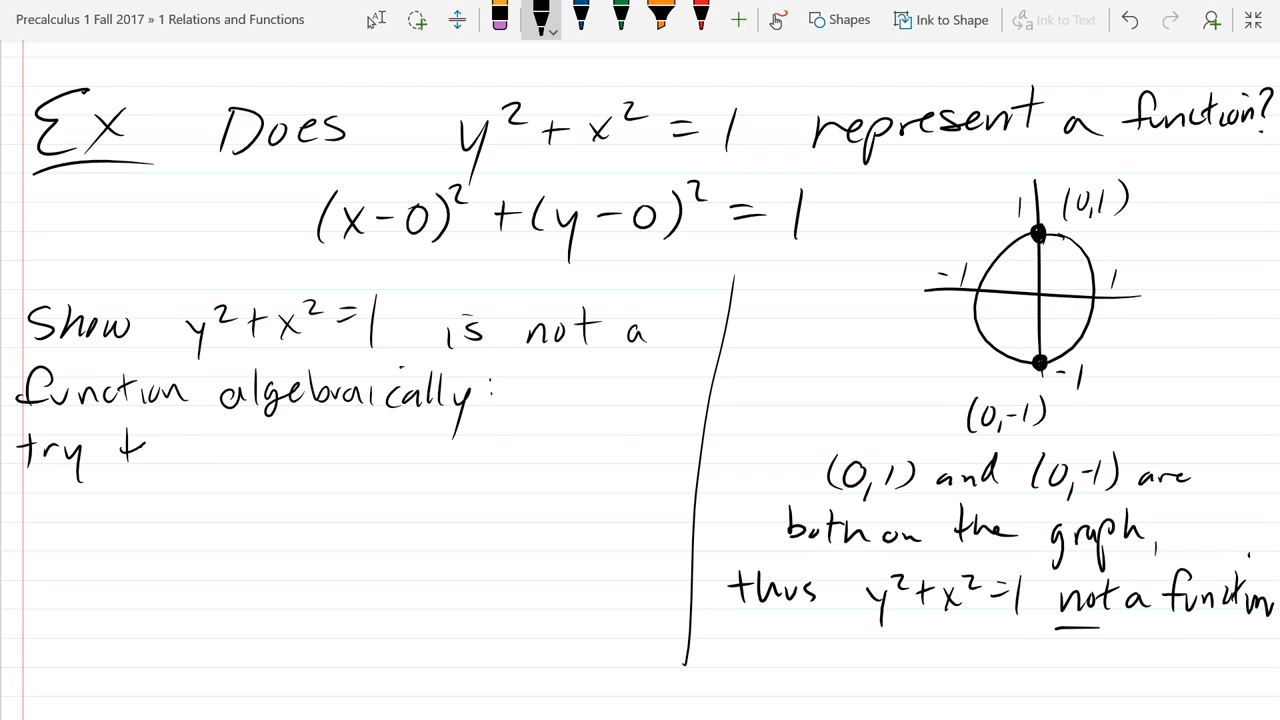 Precalculus 1 Fall 2017 » 1 Relations and Functions
Shapes
Ink to Shape
Ink to Text
Ex Does y² + x² = 1 represent a function?
(x-0)² + (y-0)² = 1
1 (0,1)
-1 1
-1
(0,-1)
Show y²+x²=1 is not a
function algebraically:
try t
(0,1) and (0,-1) are
both on the graph,
thus y²+x²=1 not a function